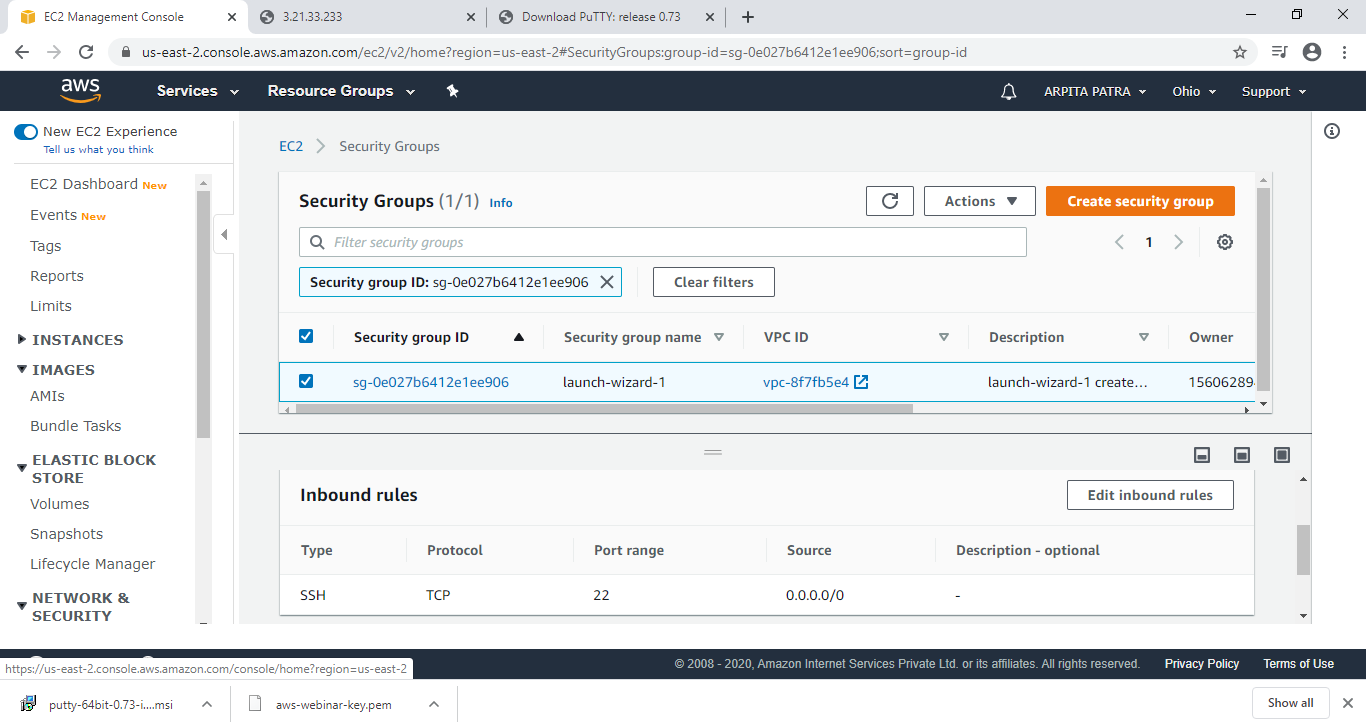 EC2 Management Console
3.21.33.233
Download PuTTY: release 0.73
us-east-2.console.aws.amazon.com/ec2/v2/home?region=us-east-2#SecurityGroups:group-id=sg-0e027b6412e1ee906;sort=group-id
aws Services Resource Groups ARPITA PATRA Ohio Support
New EC2 Experience
Tell us what you think
EC2 Dashboard New
Events New
Tags
Reports
Limits
INSTANCES
IMAGES
AMIs
Bundle Tasks
ELASTIC BLOCK
STORE
Volumes
Snapshots
Lifecycle Manager
NETWORK &
SECURITY
EC2 Security Groups
Security Groups (1/1) Info
Actions
Create security group
Filter security groups
1
Security group ID: sg-0e027b6412e1ee906
Clear filters
Security group ID Security group name VPC ID Description Owner
sg-0e027b6412e1ee906 launch-wizard-1 vpc-8f7fb5e4 launch-wizard-1 create... 15606289
Inbound rules
Edit inbound rules
Type Protocol Port range Source Description - optional
SSH TCP 22 0.0.0.0/0 -
https://us-east-2.console.aws.amazon.com/console/home?region=us-east-2
© 2008 - 2020, Amazon Internet Services Private Ltd. or its affiliates. All rights reserved. Privacy Policy Terms of Use
putty-64bit-0.73-i....msi
aws-webinar-key.pem
Show all